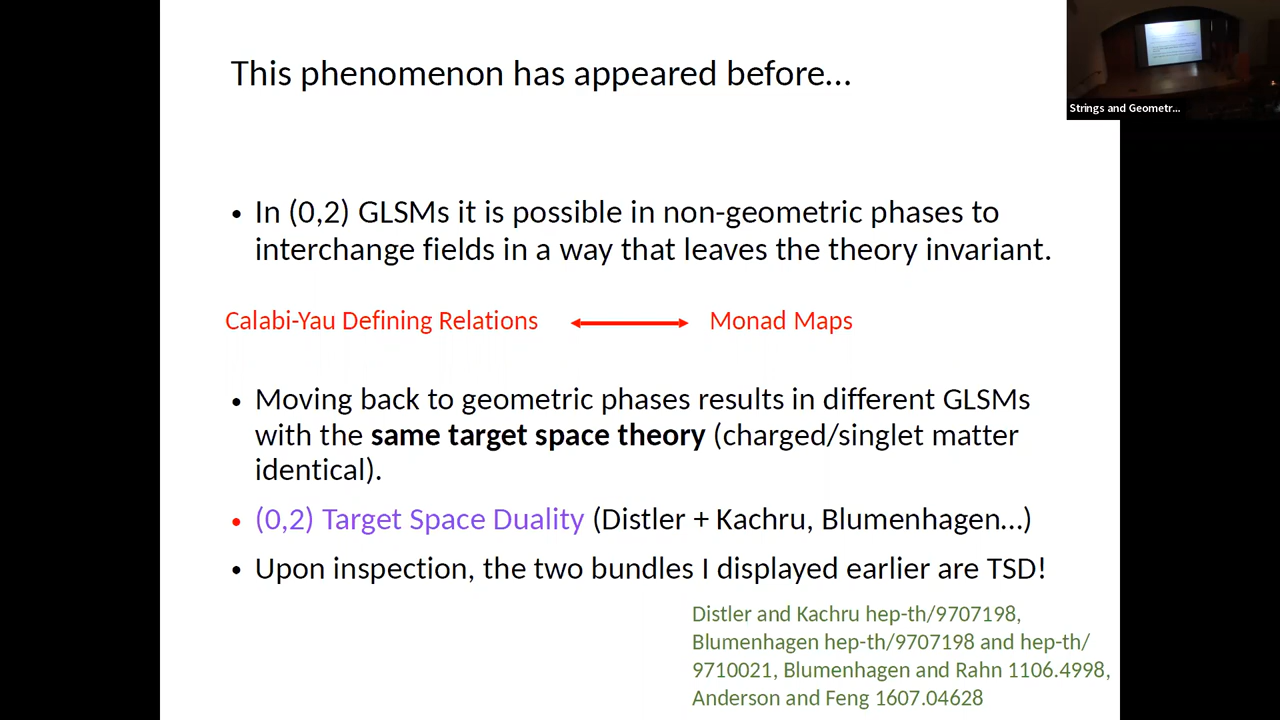 This phenomenon has appeared before...
Strings and Geometr...
• In (0,2) GLSMs it is possible in non-geometric phases to
interchange fields in a way that leaves the theory invariant.
Calabi-Yau Defining Relations
Monad Maps
• Moving back to geometric phases results in different GLSMs
with the same target space theory (charged/singlet matter
identical).
• (0,2) Target Space Duality (Distler + Kachru, Blumenhagen...)
• Upon inspection, the two bundles I displayed earlier are TSD!
Distler and Kachru hep-th/9707198,
Blumenhagen hep-th/9707198 and hep-th/
9710021, Blumenhagen and Rahn 1106.4998,
Anderson and Feng 1607.04628